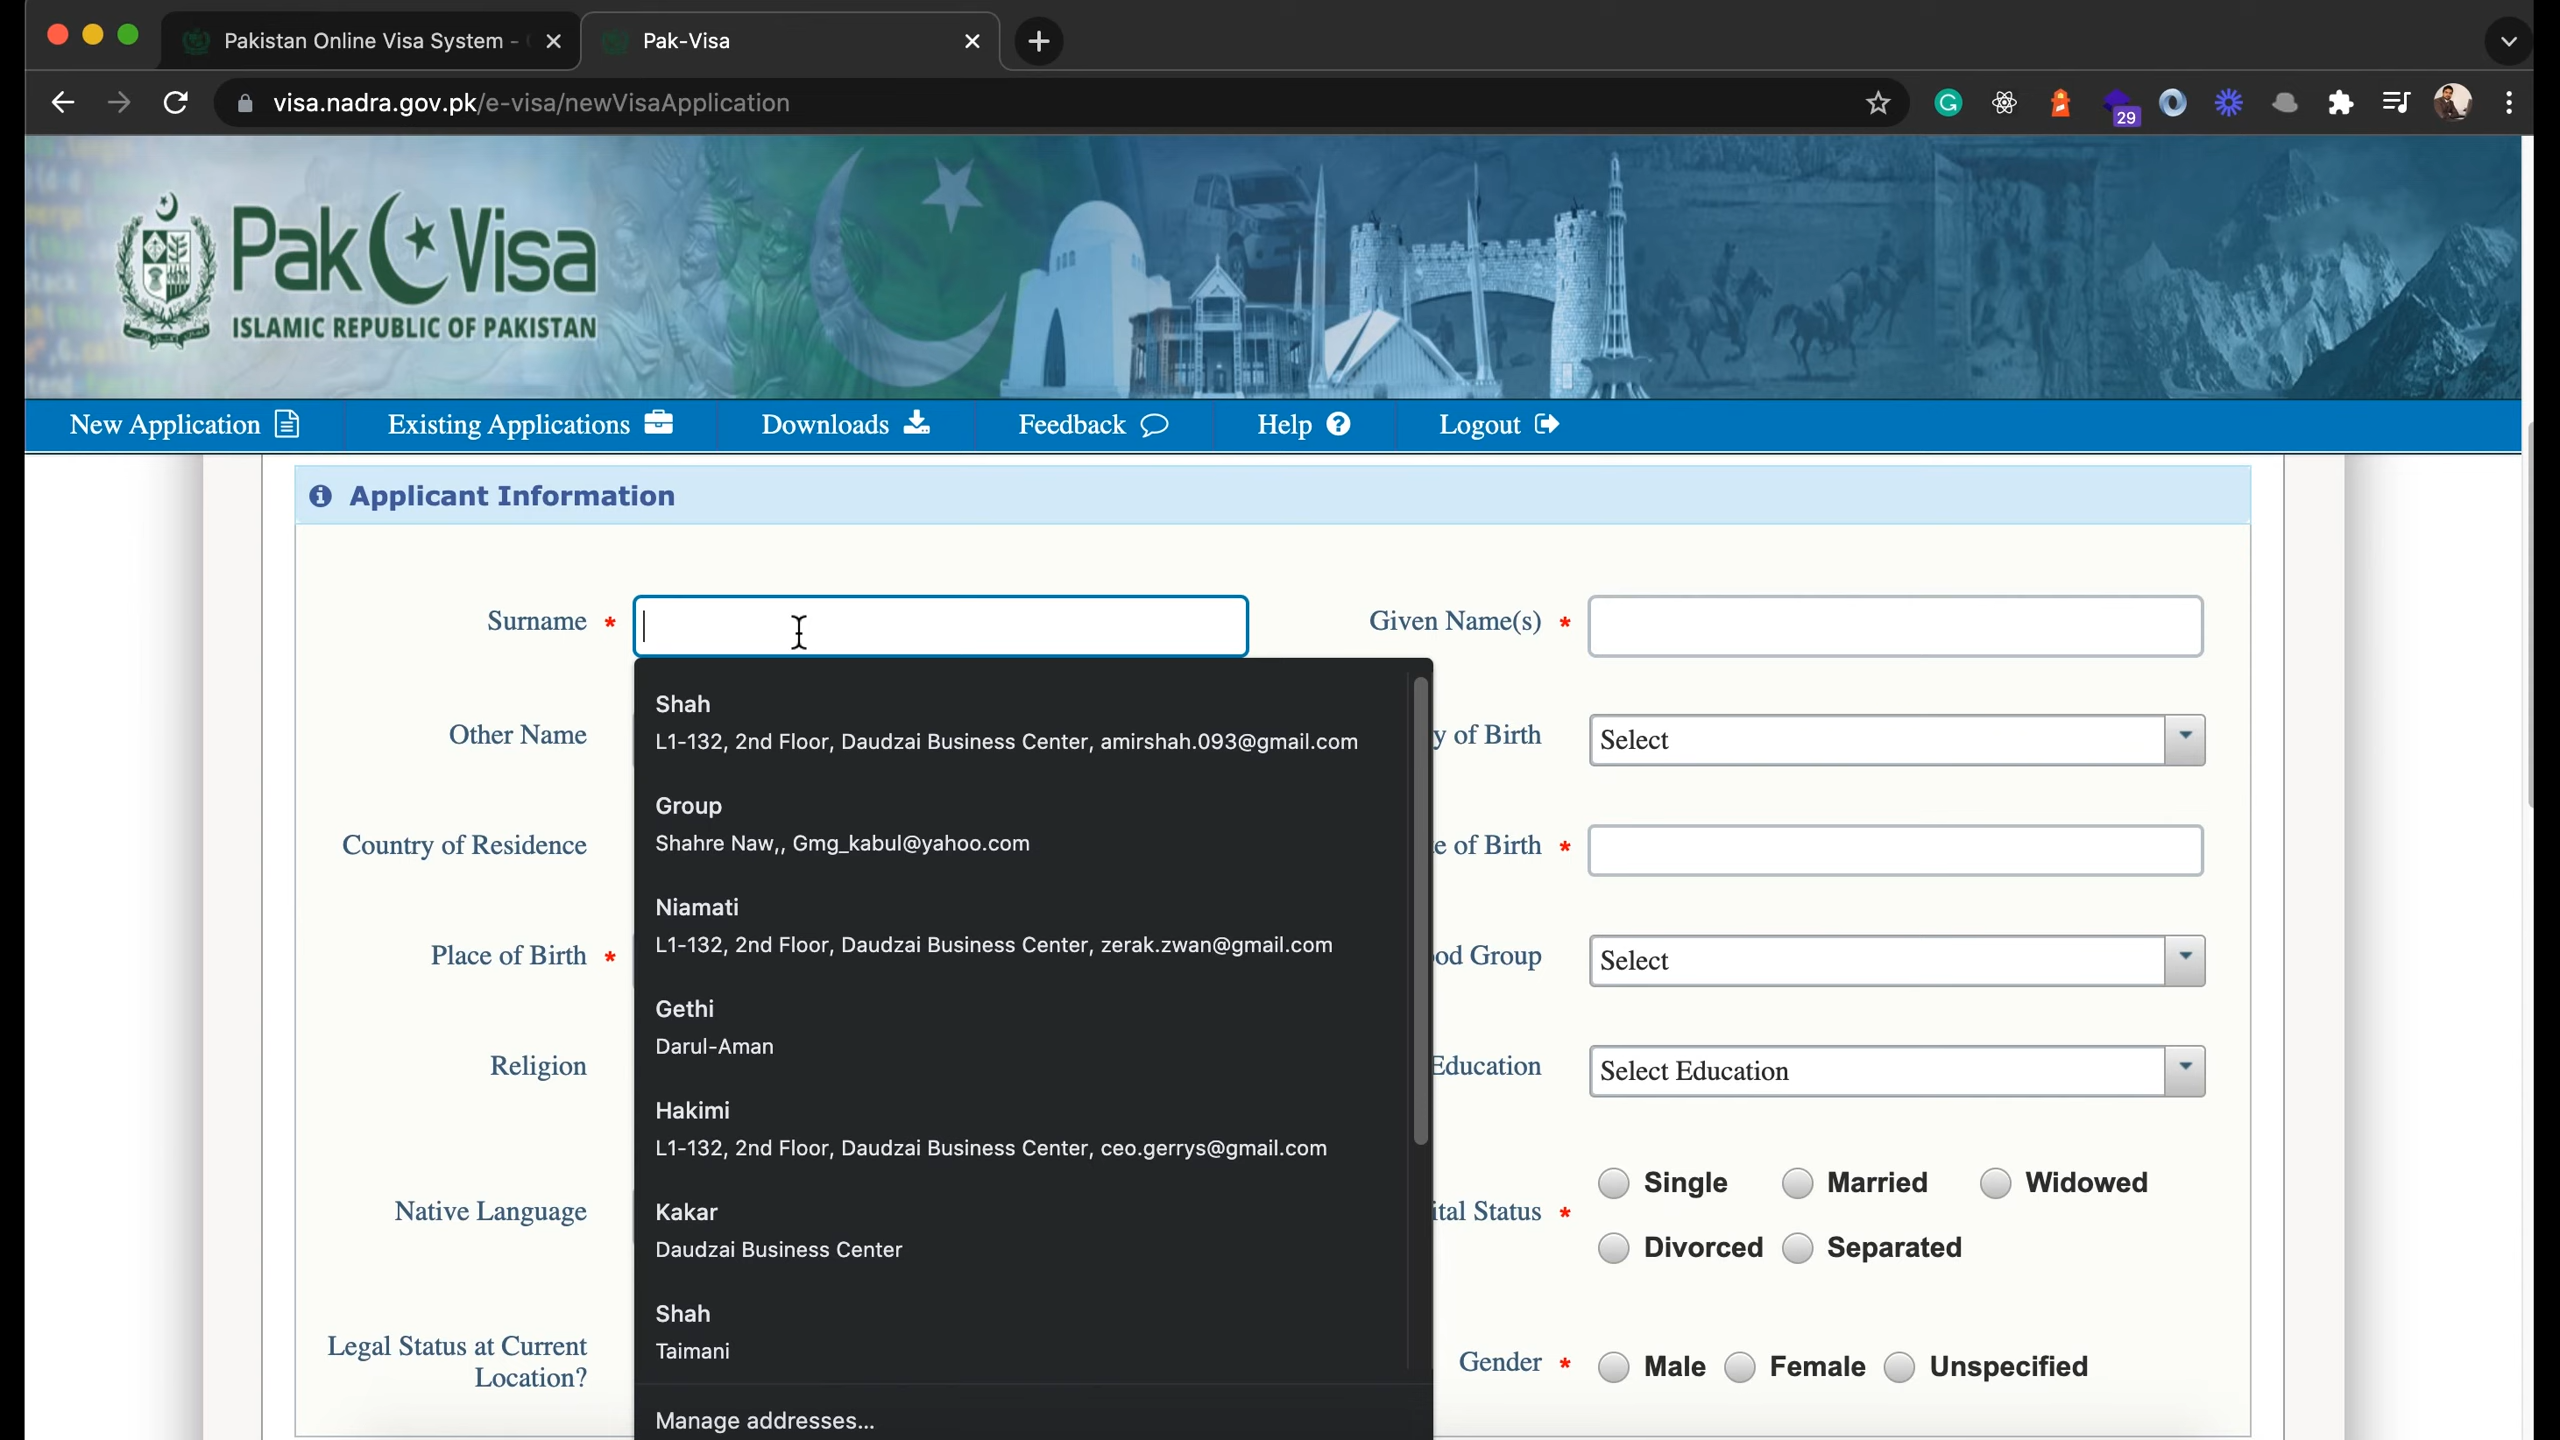 Pakistan Online Visa System -
Pak-Visa
visa.nadra.gov.pk/e-visa/newVisaApplication
29
Pak Visa
ISLAMIC REPUBLIC OF PAKISTAN
New Application
Existing Applications
Downloads
Feedback
Help
Logout
Applicant Information
Surname *
Given Name(s) *
Shah
L1-132, 2nd Floor, Daudzai Business Center, amirshah.093@gmail.com
Other Name
y of Birth
Select
Group
Shahre Naw,, Gmg_kabul@yahoo.com
Country of Residence
e of Birth *
Niamati
L1-132, 2nd Floor, Daudzai Business Center, zerak.zwan@gmail.com
Place of Birth *
od Group
Select
Gethi
Darul-Aman
Religion
Education
Select Education
Hakimi
L1-132, 2nd Floor, Daudzai Business Center, ceo.gerrys@gmail.com
Single
Married
Widowed
Native Language
ital Status *
Kakar
Daudzai Business Center
Divorced
Separated
Shah
Taimani
Legal Status at Current
Location?
Gender *
Male
Female
Unspecified
Manage addresses...